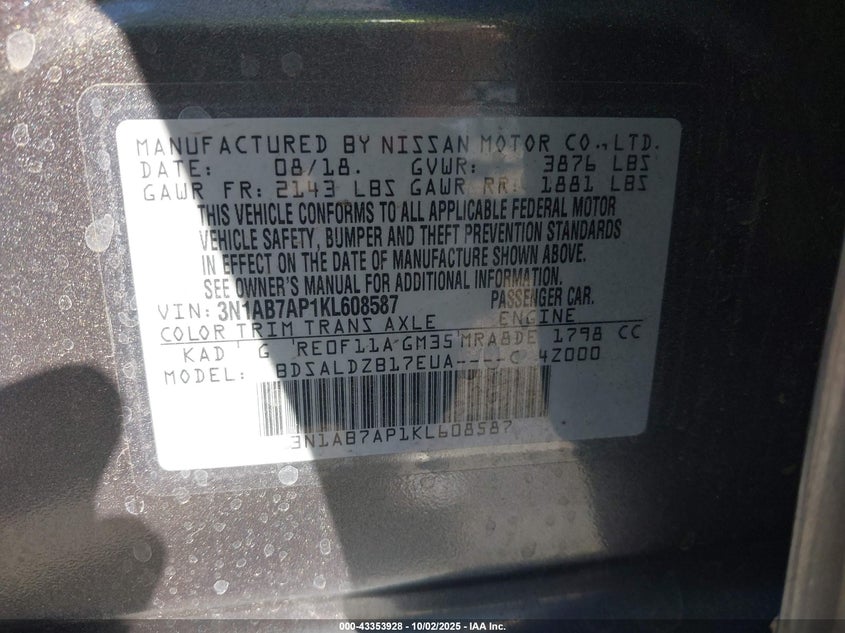 MANUFACTURED BY NISSAN MOTOR CO.,LTD.
DATE: 08/18. GVWR: 3876 LBS
GAWR FR: 2143 LBS GAWR RR: 1881 LBS
THIS VEHICLE CONFORMS TO ALL APPLICABLE FEDERAL MOTOR
VEHICLE SAFETY, BUMPER AND THEFT PREVENTION STANDARDS
IN EFFECT ON THE DATE OF MANUFACTURE SHOWN ABOVE.
SEE OWNER'S MANUAL FOR ADDITIONAL INFORMATION.
VIN: 3N1AB7AP1KL608587 PASSENGER CAR.
COLOR TRIM TRANS AXLE ENGINE
KAD G RE0F11A GM35 MRA8DE 1798 CC
MODEL: BDSALDZB17EUA----C 4Z000
3N1AB7AP1KL608587
000-43353928 - 10/02/2025 - IAA Inc.